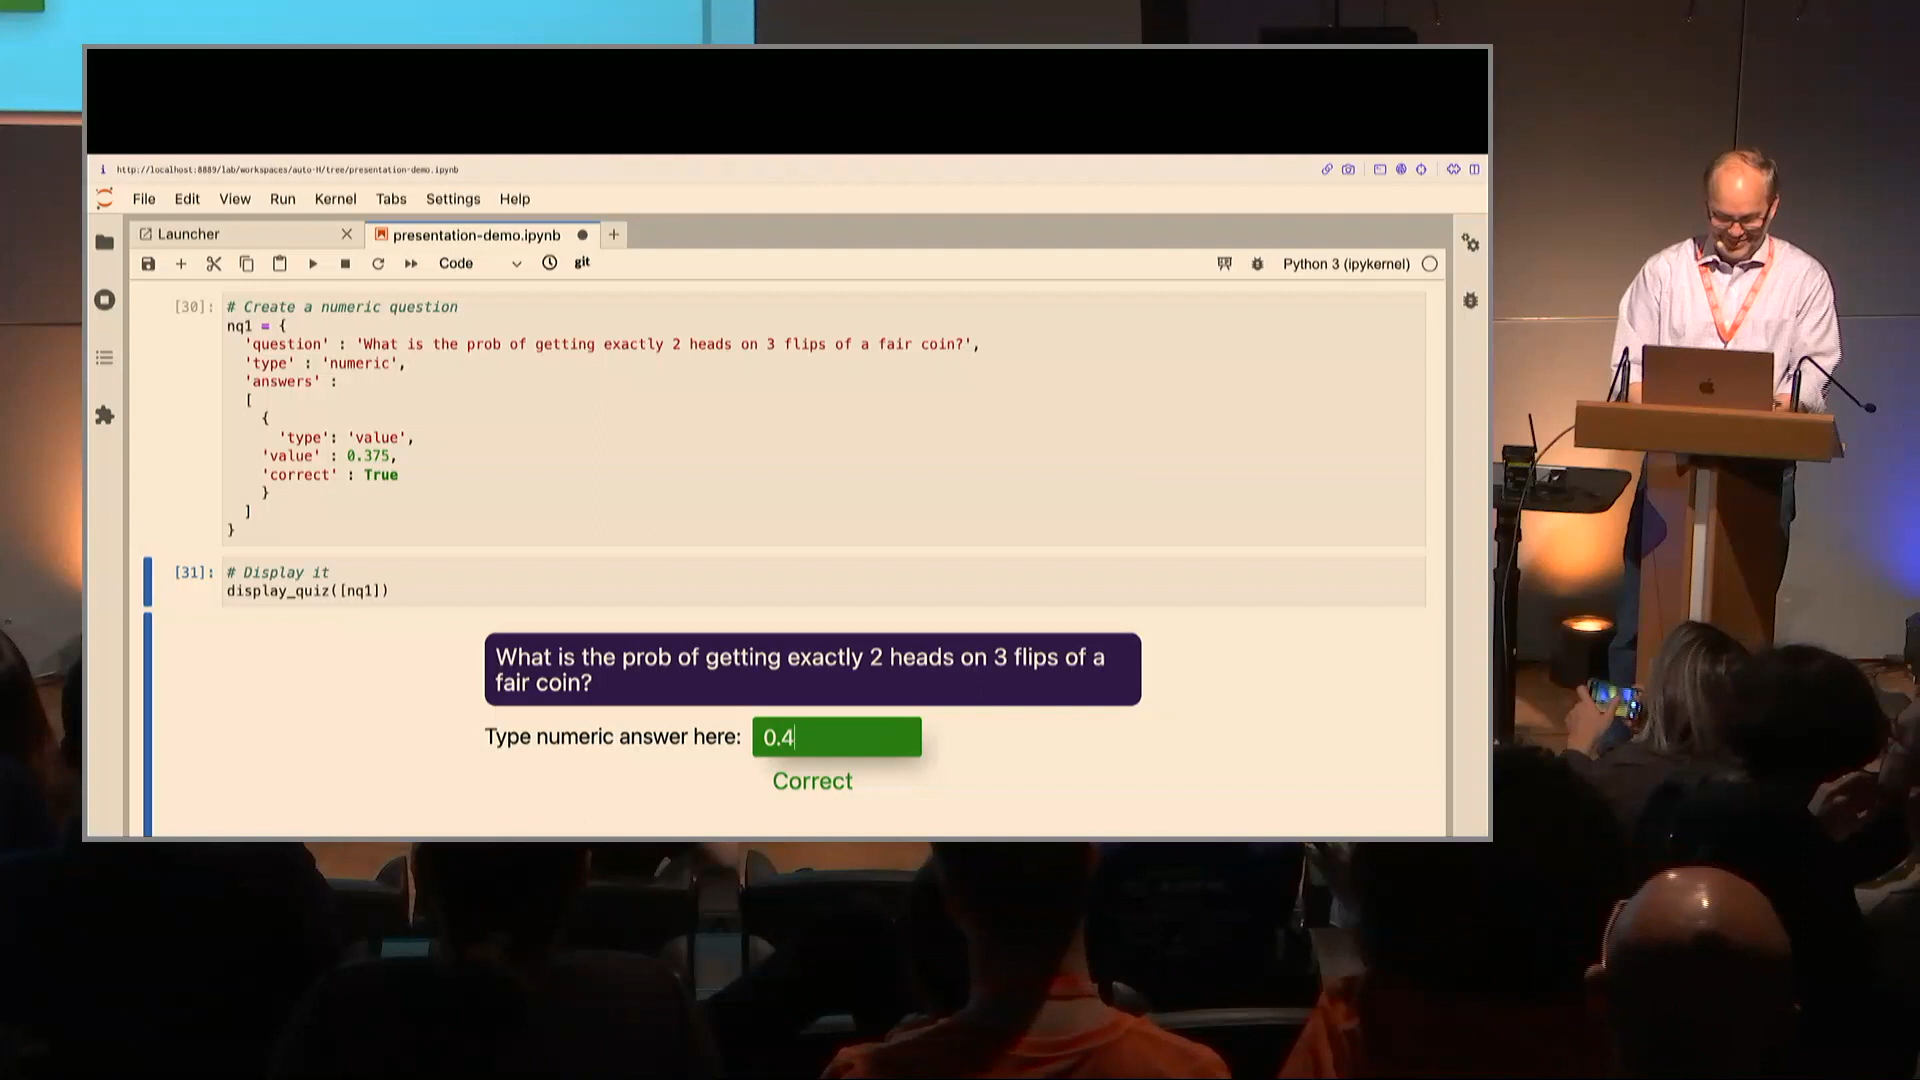 http://localhost:8889/lab/workspaces/auto-H/tree/presentation-demo.ipynb
File Edit View Run Kernel Tabs Settings Help
Launcher presentation-demo.ipynb
Code git Python 3 (ipykernel)
[30]: # Create a numeric question
nq1 = {
'question' : 'What is the prob of getting exactly 2 heads on 3 flips of a fair coin?',
'type' : 'numeric',
'answers' :
[
{
'type': 'value',
'value' : 0.375,
'correct' : True
}
]
}
[31]: # Display it
display_quiz([nq1])
What is the prob of getting exactly 2 heads on 3 flips of a
fair coin?
Type numeric answer here: 0.4
Correct